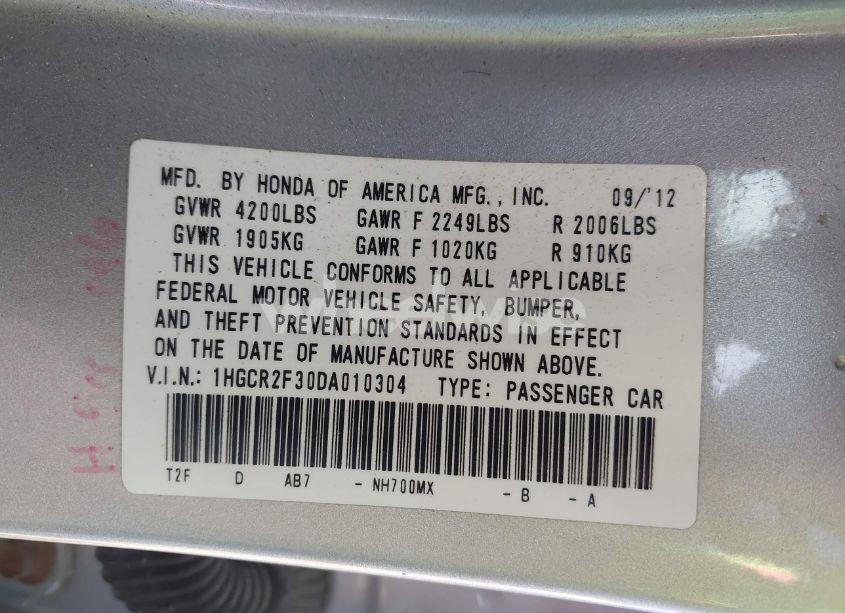 MFD. BY HONDA OF AMERICA MFG., INC. 09/'12
GVWR 4200LBS GAWR F 2249LBS R 2006LBS
GVWR 1905KG GAWR F 1020KG R 910KG
THIS VEHICLE CONFORMS TO ALL APPLICABLE
FEDERAL MOTOR VEHICLE SAFETY, BUMPER,
AND THEFT PREVENTION STANDARDS IN EFFECT
ON THE DATE OF MANUFACTURE SHOWN ABOVE.
V.I.N.: 1HGCR2F30DA010304 TYPE: PASSENGER CAR
T2F D AB7 - NH700MX - B - A